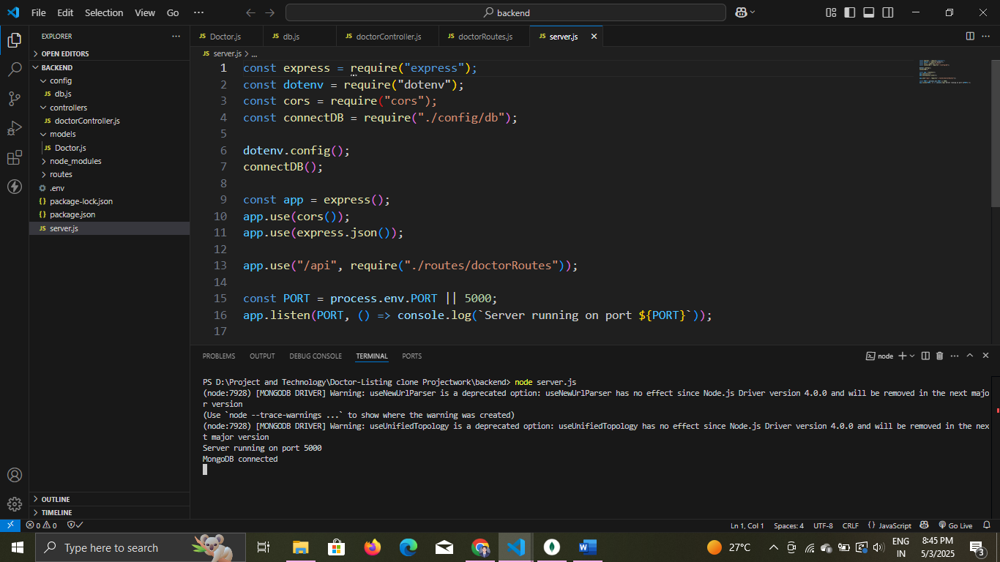 File Edit Selection View Go ··· backend
EXPLORER ···
OPEN EDITORS
BACKEND
config
JS db.js
controllers
JS doctorController.js
models
JS Doctor.js
node_modules
routes
.env
{} package-lock.json
{} package.json
JS server.js
OUTLINE
TIMELINE
JS Doctor.js JS db.js JS doctorController.js JS doctorRoutes.js JS server.js
JS server.js > ...
1 const express = require("express");
2 const dotenv = require("dotenv");
3 const cors = require("cors");
4 const connectDB = require("./config/db");
5
6 dotenv.config();
7 connectDB();
8
9 const app = express();
10 app.use(cors());
11 app.use(express.json());
12
13 app.use("/api", require("./routes/doctorRoutes"));
14
15 const PORT = process.env.PORT || 5000;
16 app.listen(PORT, () => console.log(`Server running on port ${PORT}`));
17
PROBLEMS OUTPUT DEBUG CONSOLE TERMINAL PORTS node
PS D:\Project and Technology\Doctor-Listing clone Projectwork\backend> node server.js
(node:7928) [MONGODB DRIVER] Warning: useNewUrlParser is a deprecated option: useNewUrlParser has no effect since Node.js Driver version 4.0.0 and will be removed in the next majo
r version
(Use `node --trace-warnings ...` to show where the warning was created)
(node:7928) [MONGODB DRIVER] Warning: useUnifiedTopology is a deprecated option: useUnifiedTopology has no effect since Node.js Driver version 4.0.0 and will be removed in the nex
t major version
Server running on port 5000
MongoDB connected
0 0 Ln 1, Col 1 Spaces: 4 UTF-8 CRLF {} JavaScript Go Live
Type here to search 27°C ENG 8:45 PM
IN 5/3/2025 3